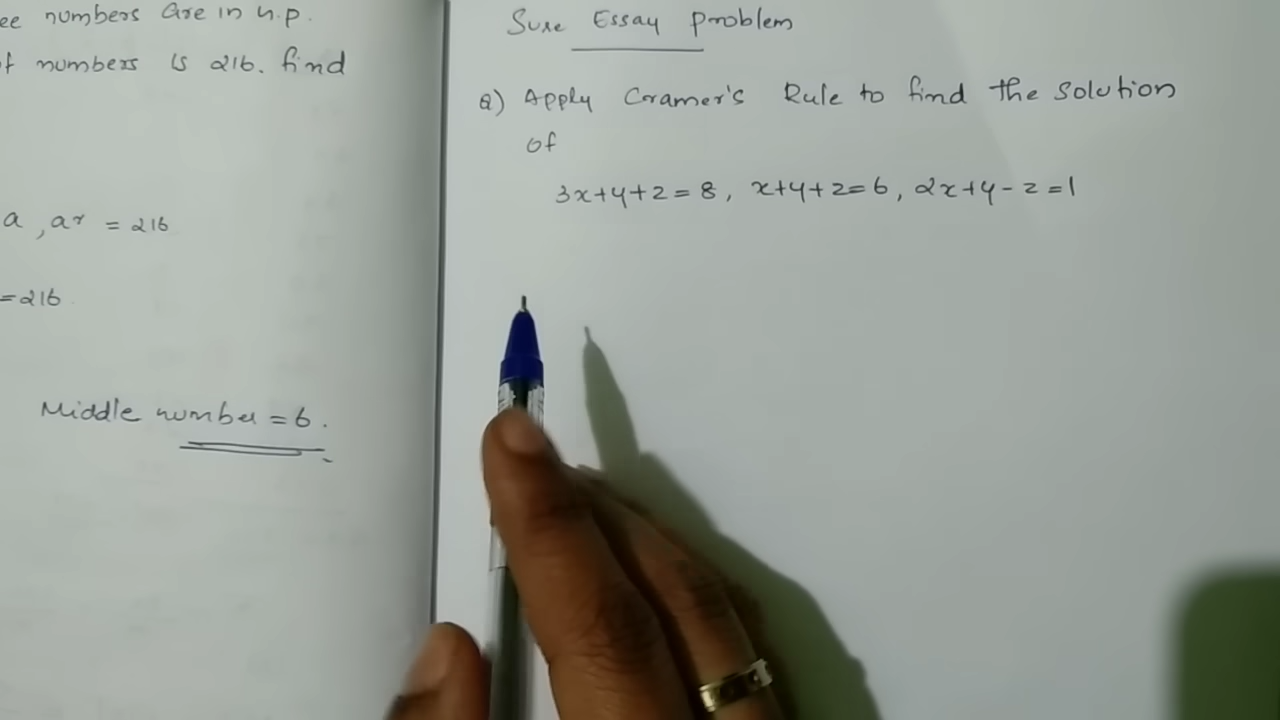 ee numbers are in G.P.
f numbers is 216. find
a, ar = 216
=216
Middle number = 6.
Sure Essay problem
Q) Apply Cramer's Rule to find the solution
of
3x+y+z=8, x+y+z=6, 2x+y-z=1